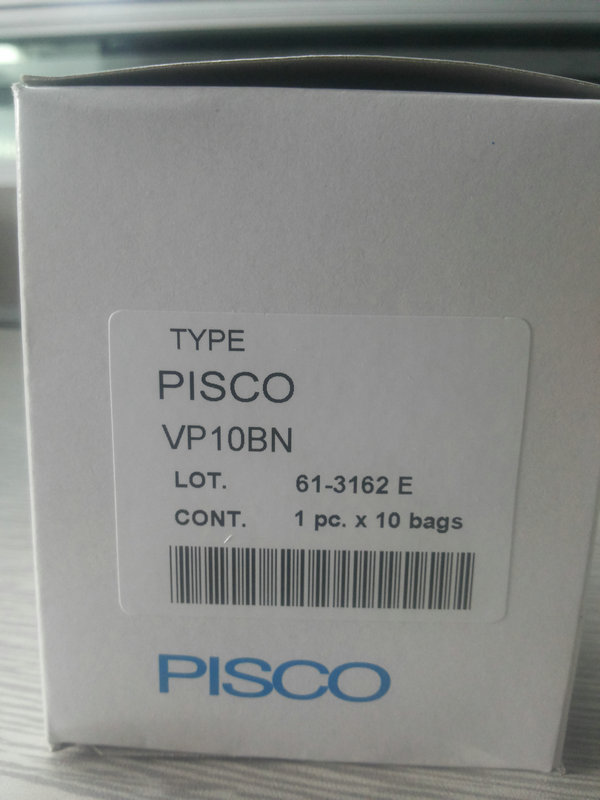 TYPE
PISCO
VP10BN
LOT. 61-3162 E
CONT. 1 pc. x 10 bags
PISCO